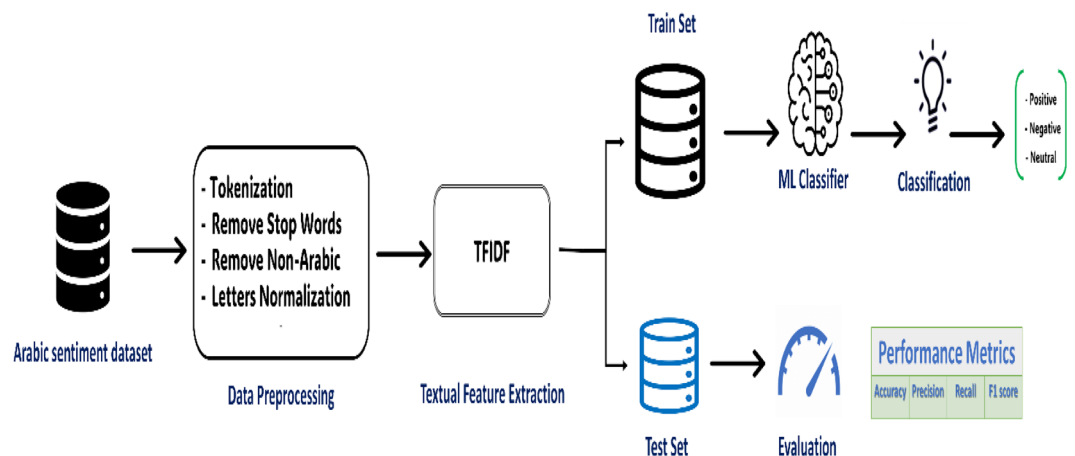 Train Set
- Positive
- Negative
- Neutral
ML Classifier
Classification
- Tokenization
- Remove Stop Words
- Remove Non-Arabic
- Letters Normalization
TFIDF
Arabic sentiment dataset
Data Preprocessing
Textual Feature Extraction
Performance Metrics
Accuracy Precision Recall F1 score
Test Set
Evaluation